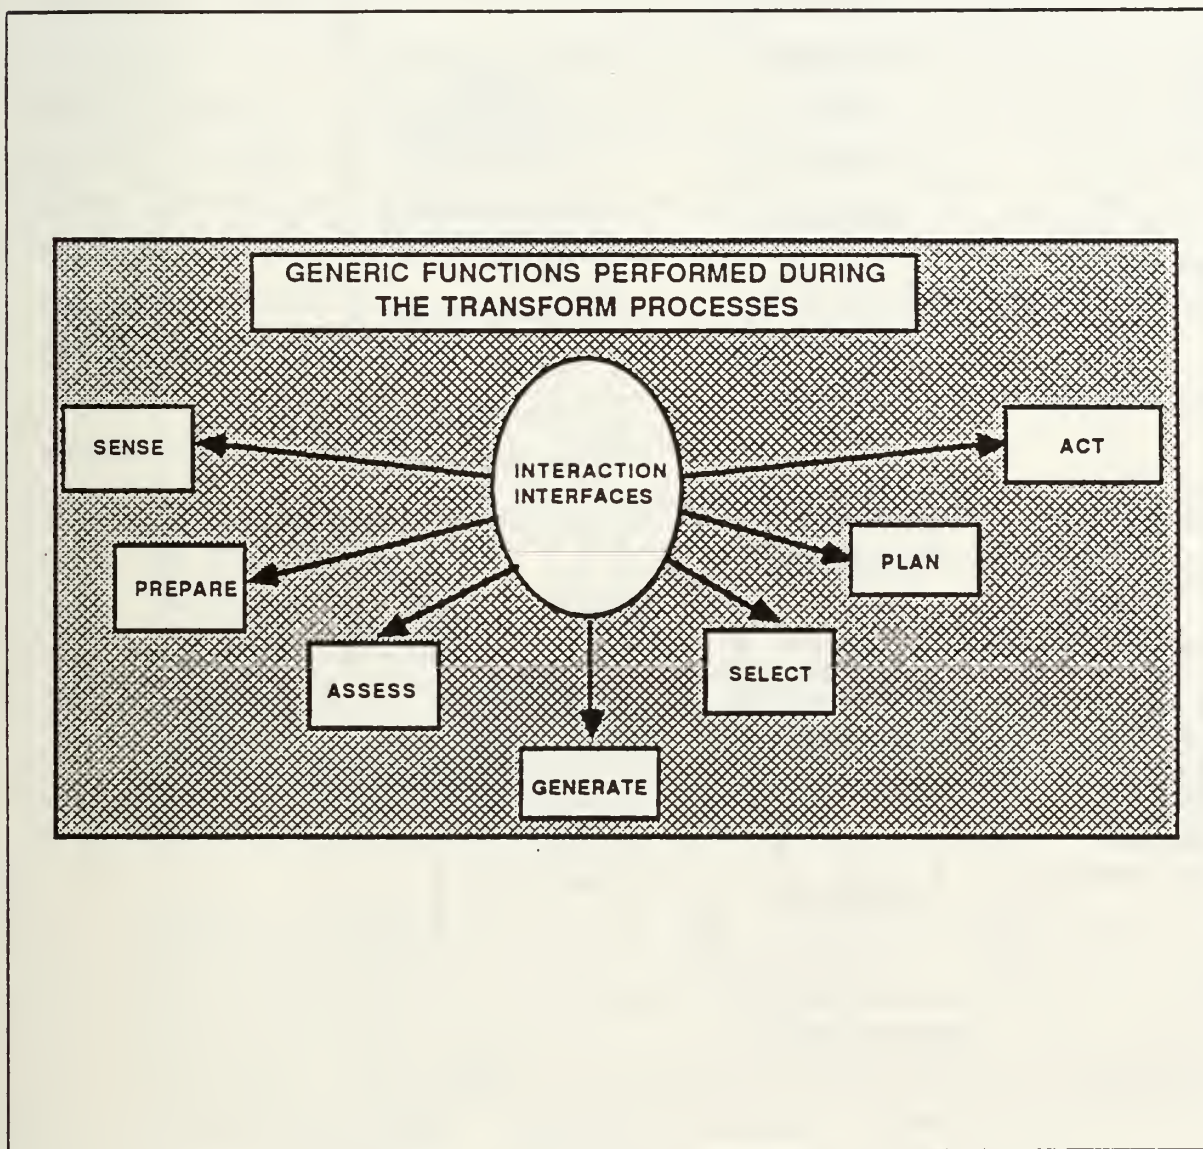 GENERIC FUNCTIONS PERFORMED DURING
THE TRANSFORM PROCESSES
SENSE
INTERACTION
INTERFACES
ACT
PREPARE
PLAN
ASSESS
SELECT
GENERATE